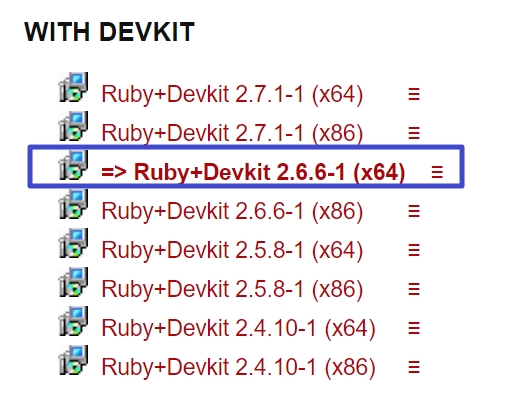 WITH DEVKIT
Ruby+Devkit 2.7.1-1 (x64) ≡
Ruby+Devkit 2.7.1-1 (x86) ≡
=> Ruby+Devkit 2.6.6-1 (x64) ≡
Ruby+Devkit 2.6.6-1 (x86) ≡
Ruby+Devkit 2.5.8-1 (x64) ≡
Ruby+Devkit 2.5.8-1 (x86) ≡
Ruby+Devkit 2.4.10-1 (x64) ≡
Ruby+Devkit 2.4.10-1 (x86) ≡